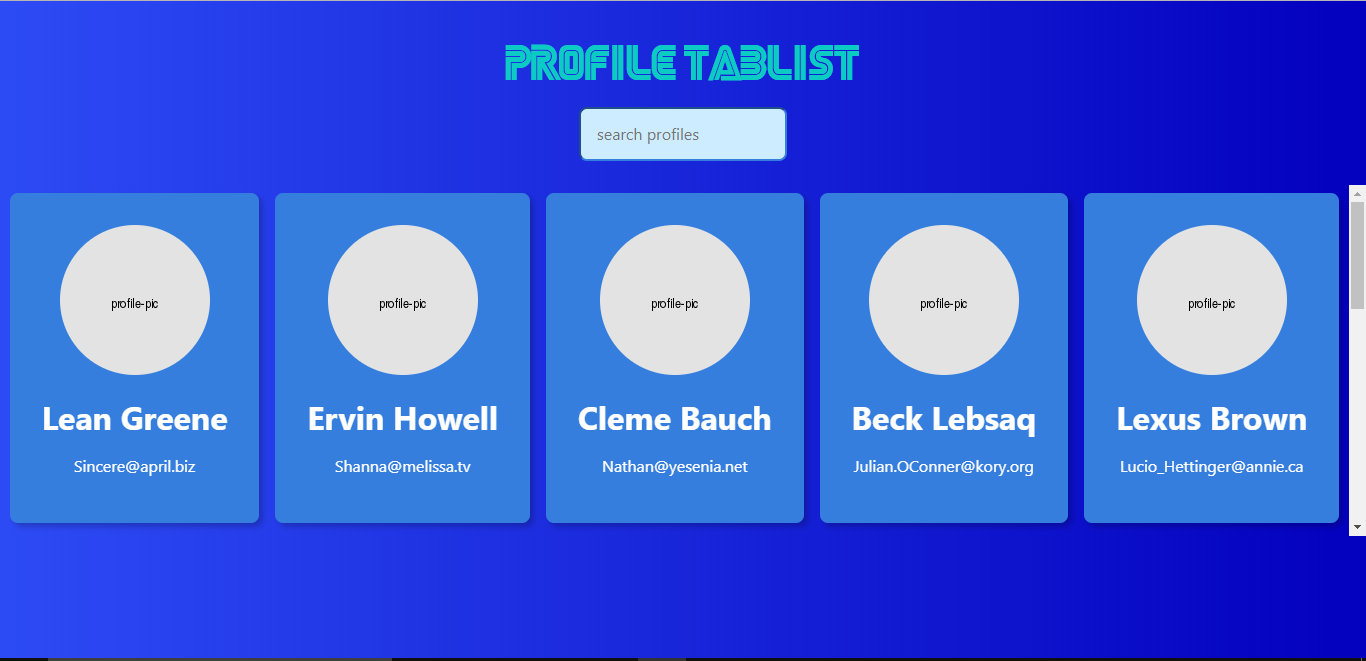 PROFILE TABLIST
search profiles
profile-pic profile-pic profile-pic profile-pic profile-pic
Lean Greene Ervin Howell Cleme Bauch Beck Lebsaq Lexus Brown
Sincere@april.biz Shanna@melissa.tv Nathan@yesenia.net Julian.OConner@kory.org Lucio_Hettinger@annie.ca